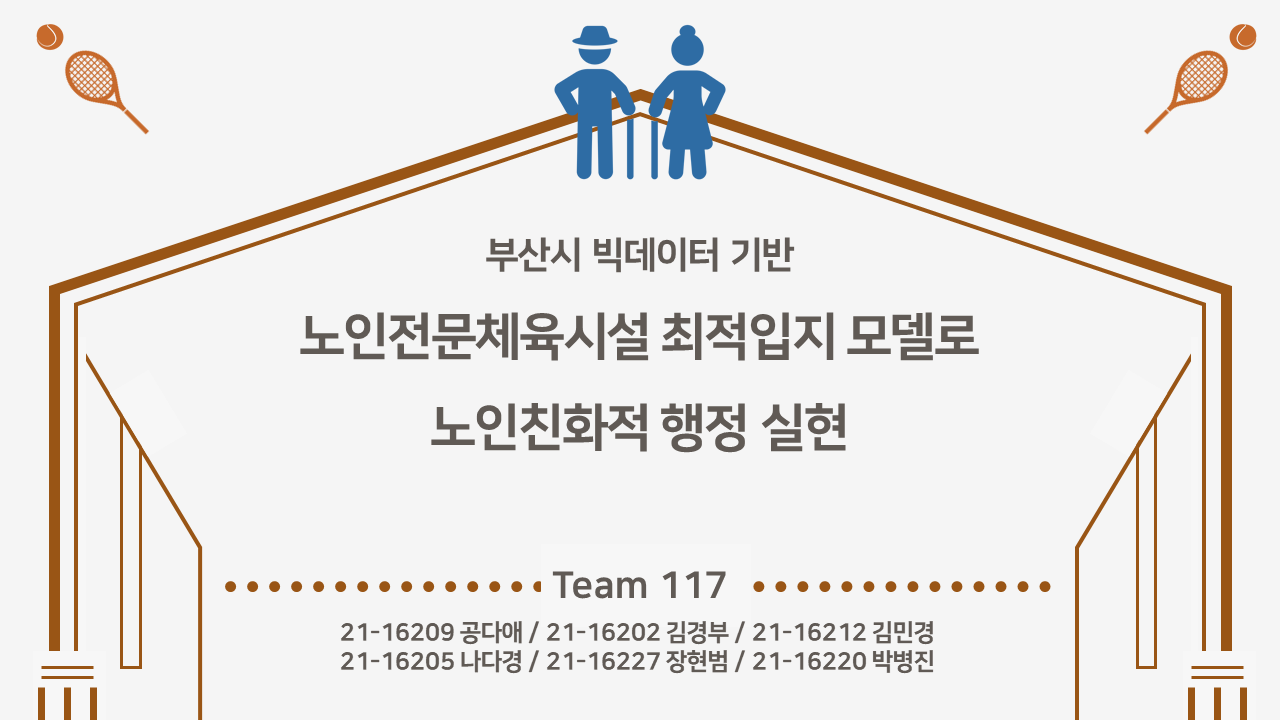 부산시 빅데이터 기반
노인전문체육시설 최적입지 모델로
노인친화적 행정 실현
Team 117
21-16209 공다애 / 21-16202 김경부 / 21-16212 김민경
21-16205 나다경 / 21-16227 장현범 / 21-16220 박병진